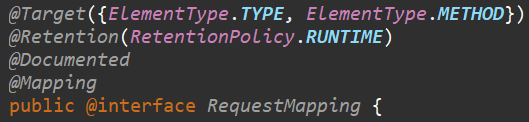 @Target({ElementType.TYPE, ElementType.METHOD})
@Retention(RetentionPolicy.RUNTIME)
@Documented
@Mapping
public @interface RequestMapping {